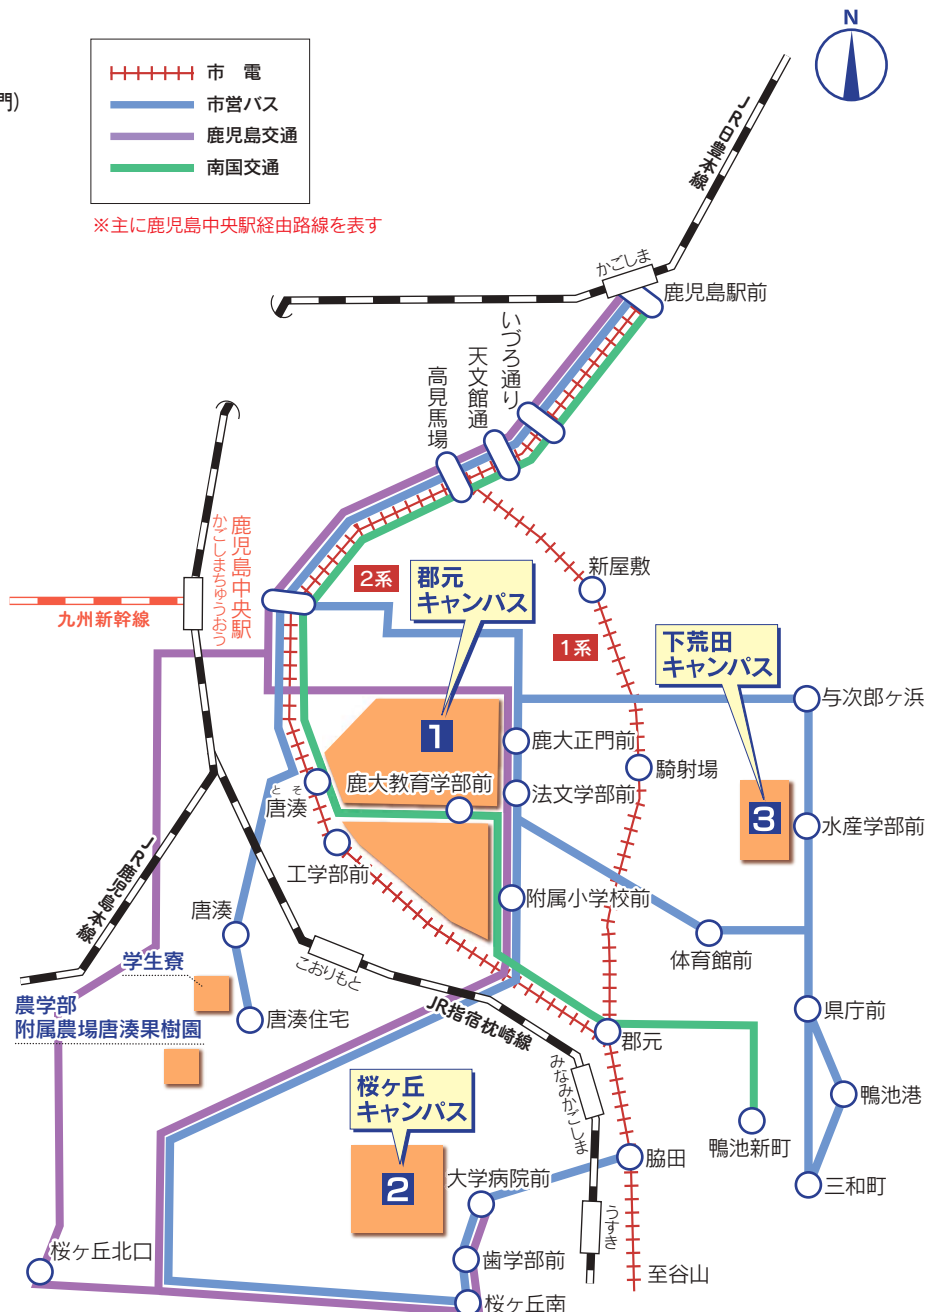 門)
N
市 電
市営バス
鹿児島交通
南国交通
※主に鹿児島中央駅経由路線を表す
JR日豊本線
かごしま
鹿児島駅前
いづろ通り
天文館通
高見馬場
鹿児島中央駅
かごしまちゅうおう
九州新幹線
2系
郡元
キャンパス
新屋敷
1系
下荒田
キャンパス
与次郎ヶ浜
1
鹿大正門前
騎射場
鹿大教育学部前
法文学部前
とそ
唐湊
3
水産学部前
工学部前
JR鹿児島本線
附属小学校前
唐湊
体育館前
こおりもと
学生寮
農学部
附属農場唐湊果樹園
唐湊住宅
JR指宿枕崎線
県庁前
郡元
みなみかごしま
桜ヶ丘
キャンパス
鴨池港
鴨池新町
脇田
2
大学病院前
三和町
うすき
桜ヶ丘北口
歯学部前
至谷山
桜ヶ丘南